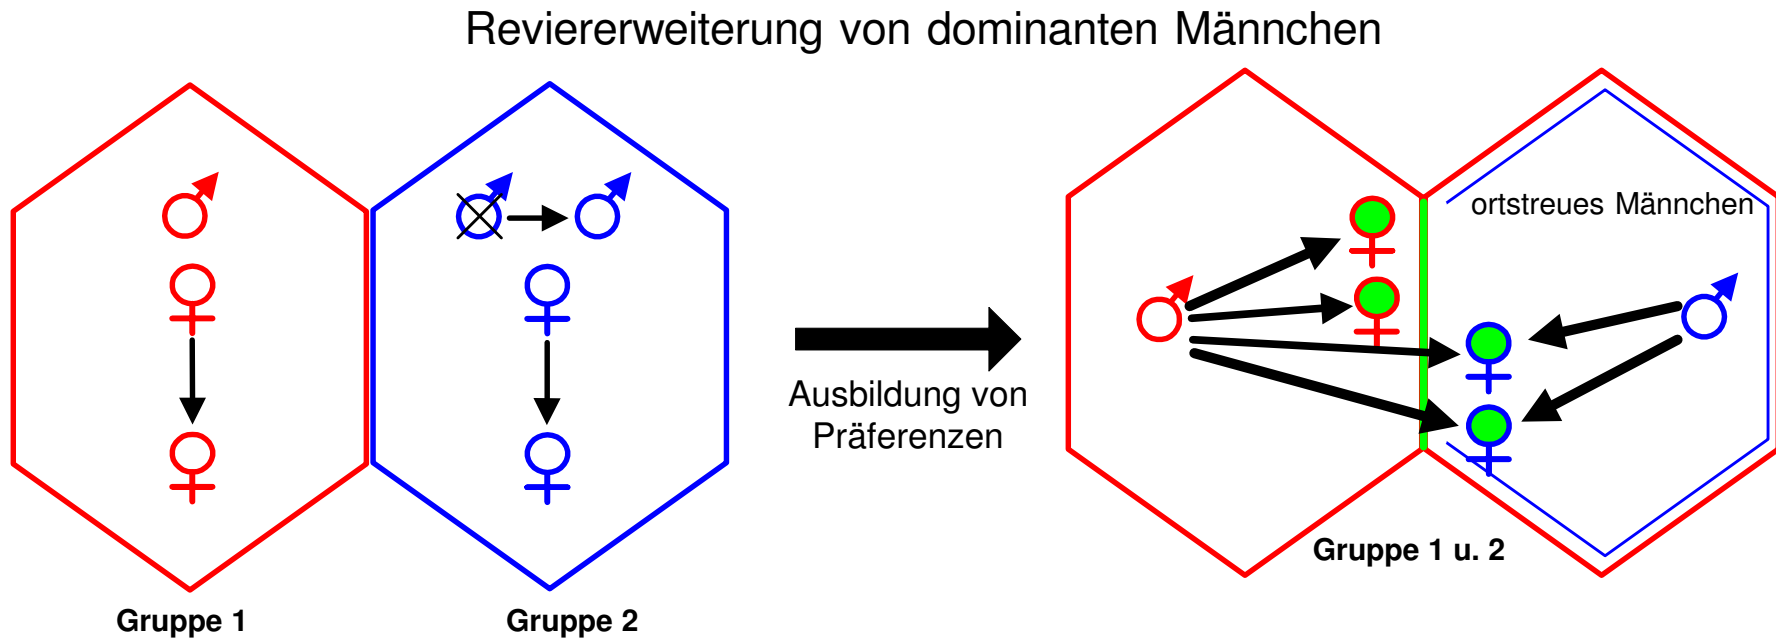 Reviererweiterung von dominanten Männchen
ortstreues Männchen
Ausbildung von
Präferenzen
Gruppe 1 u. 2
Gruppe 1
Gruppe 2